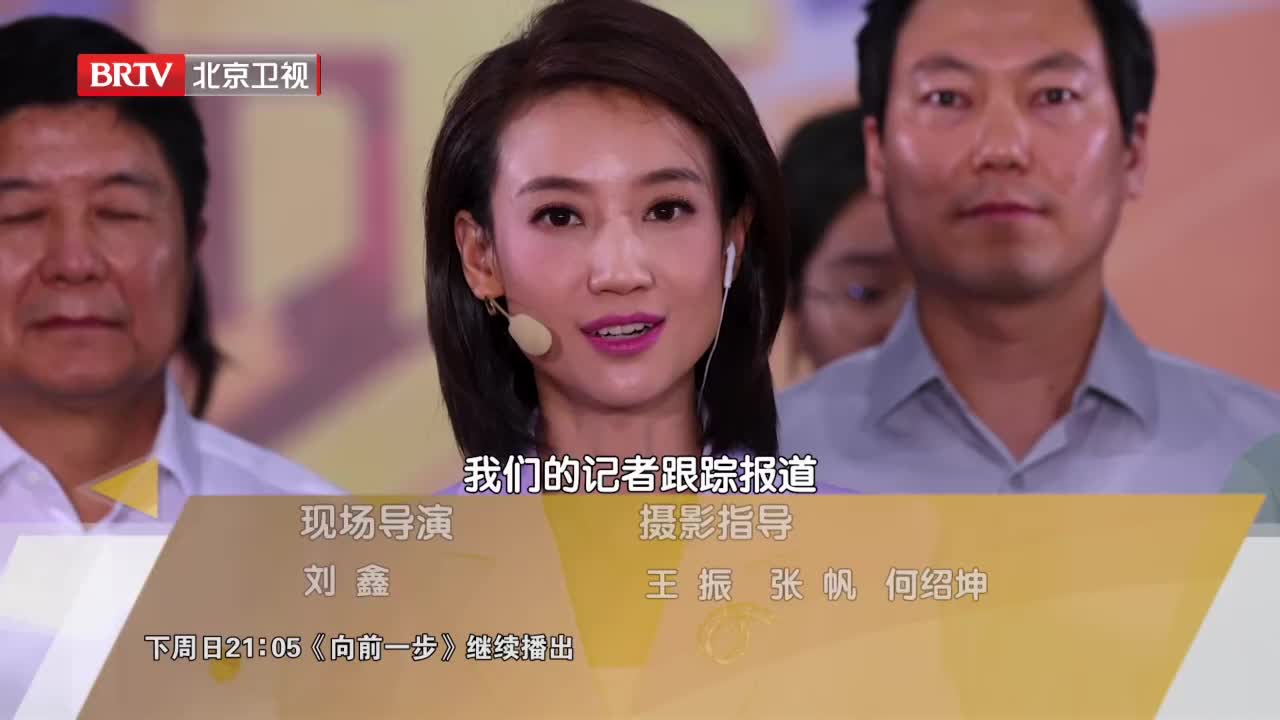 BRTV 北京卫视
我们的记者跟踪报道
现场导演 摄影指导
刘 鑫 王 振 张 帆 何绍坤
下周日21:05《向前一步》继续播出